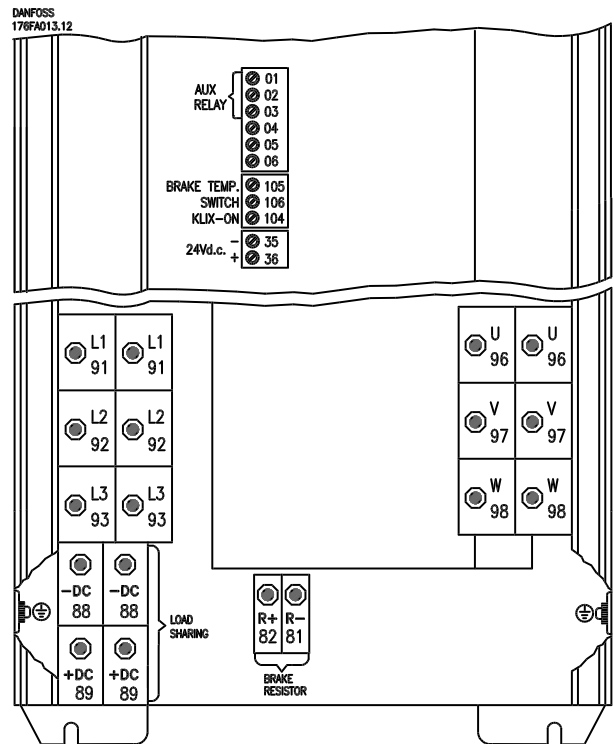 DANFOSS
176FA013.12
AUX
RELAY
01
02
03
04
05
06
BRAKE TEMP. 105
SWITCH 106
KLIX-ON 104
24Vd.c.
- 35
+ 36
L1 91 L1 91
L2 92 L2 92
L3 93 L3 93
-DC 88 -DC 88
+DC 89 +DC 89
LOAD
SHARING
R+ 82 R- 81
BRAKE
RESISTOR
U 96 U 96
V 97 V 97
W 98 W 98